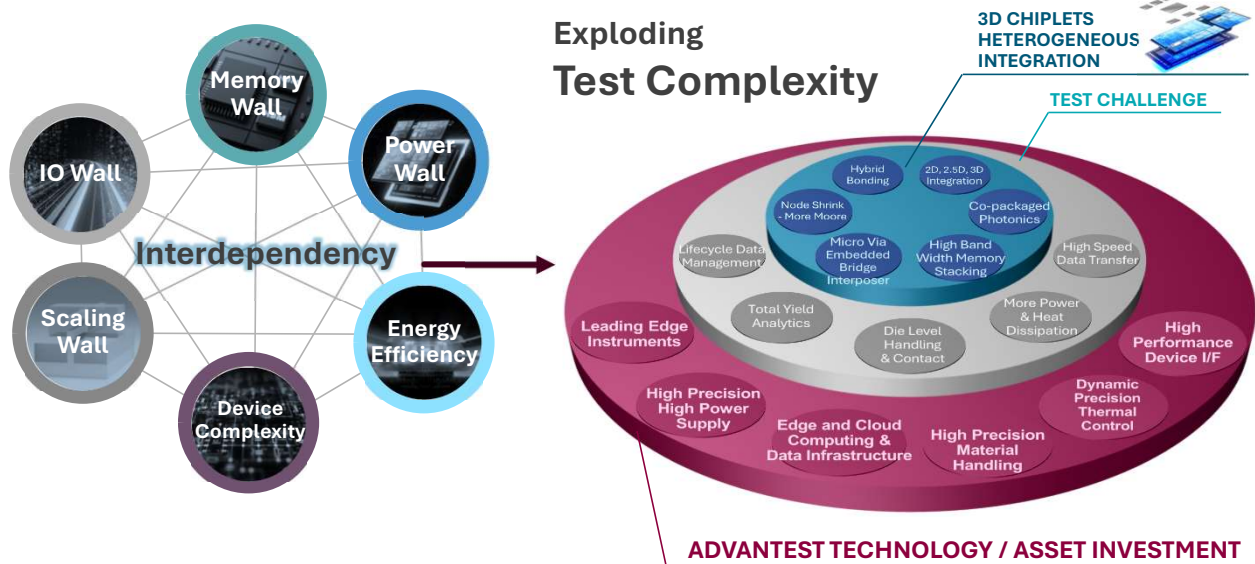 Exploding
Test Complexity
3D CHIPLETS
HETEROGENEOUS
INTEGRATION
TEST CHALLENGE
Memory
Wall
Power
Wall
IO Wall
Interdependency
Scaling
Wall
Energy
Efficiency
Device
Complexity
Hybrid
Bonding
2D, 2.5D, 3D
Integration
Node Shrink
- More Moore
Co-packaged
Photonics
Micro Via
Embedded
Bridge
Interposer
High Band
Width Memory
Stacking
Lifecycle Data
Management
High Speed
Data Transfer
Total Yield
Analytics
Die Level
Handling
& Contact
More Power
& Heat
Dissipation
Leading Edge
Instruments
High
Performance
Device I/F
High Precision
High Power
Supply
Edge and Cloud
Computing &
Data Infrastructure
High Precision
Material
Handling
Dynamic
Precision
Thermal
Control
ADVANTEST TECHNOLOGY / ASSET INVESTMENT